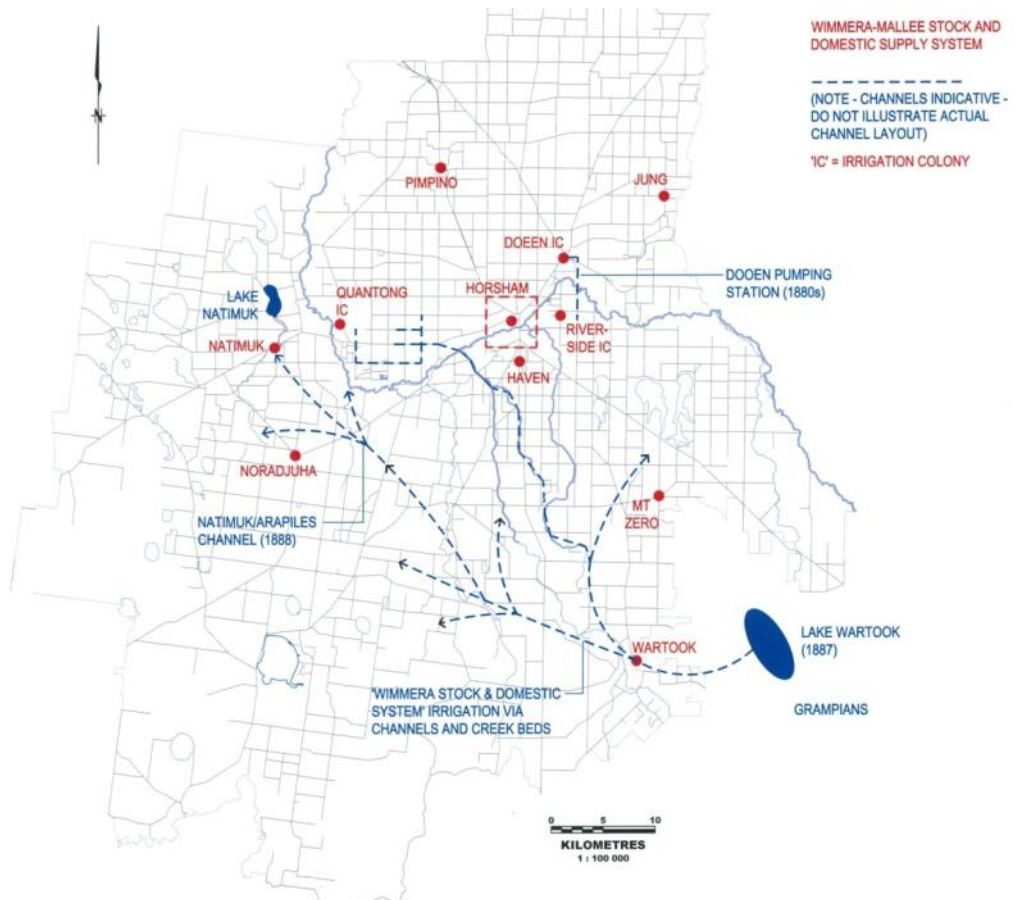 WIMMERA-MALLEE STOCK AND
DOMESTIC SUPPLY SYSTEM
(NOTE - CHANNELS INDICATIVE -
DO NOT ILLUSTRATE ACTUAL
CHANNEL LAYOUT)
'IC' = IRRIGATION COLONY
N
PIMPINO
JUNG
DOEEN IC
DOOEN PUMPING
STATION (1880s)
HORSHAM
QUANTONG
IC
LAKE
NATIMUK
NATIMUK
RIVER-
SIDE IC
HAVEN
NORADJUHA
MT
ZERO
NATIMUK/ARAPILES
CHANNEL (1888)
LAKE WARTOOK
(1887)
WARTOOK
'WIMMERA STOCK & DOMESTIC
SYSTEM' IRRIGATION VIA
CHANNELS AND CREEK BEDS
GRAMPIANS
0 5 10
KILOMETRES
1 : 100 000